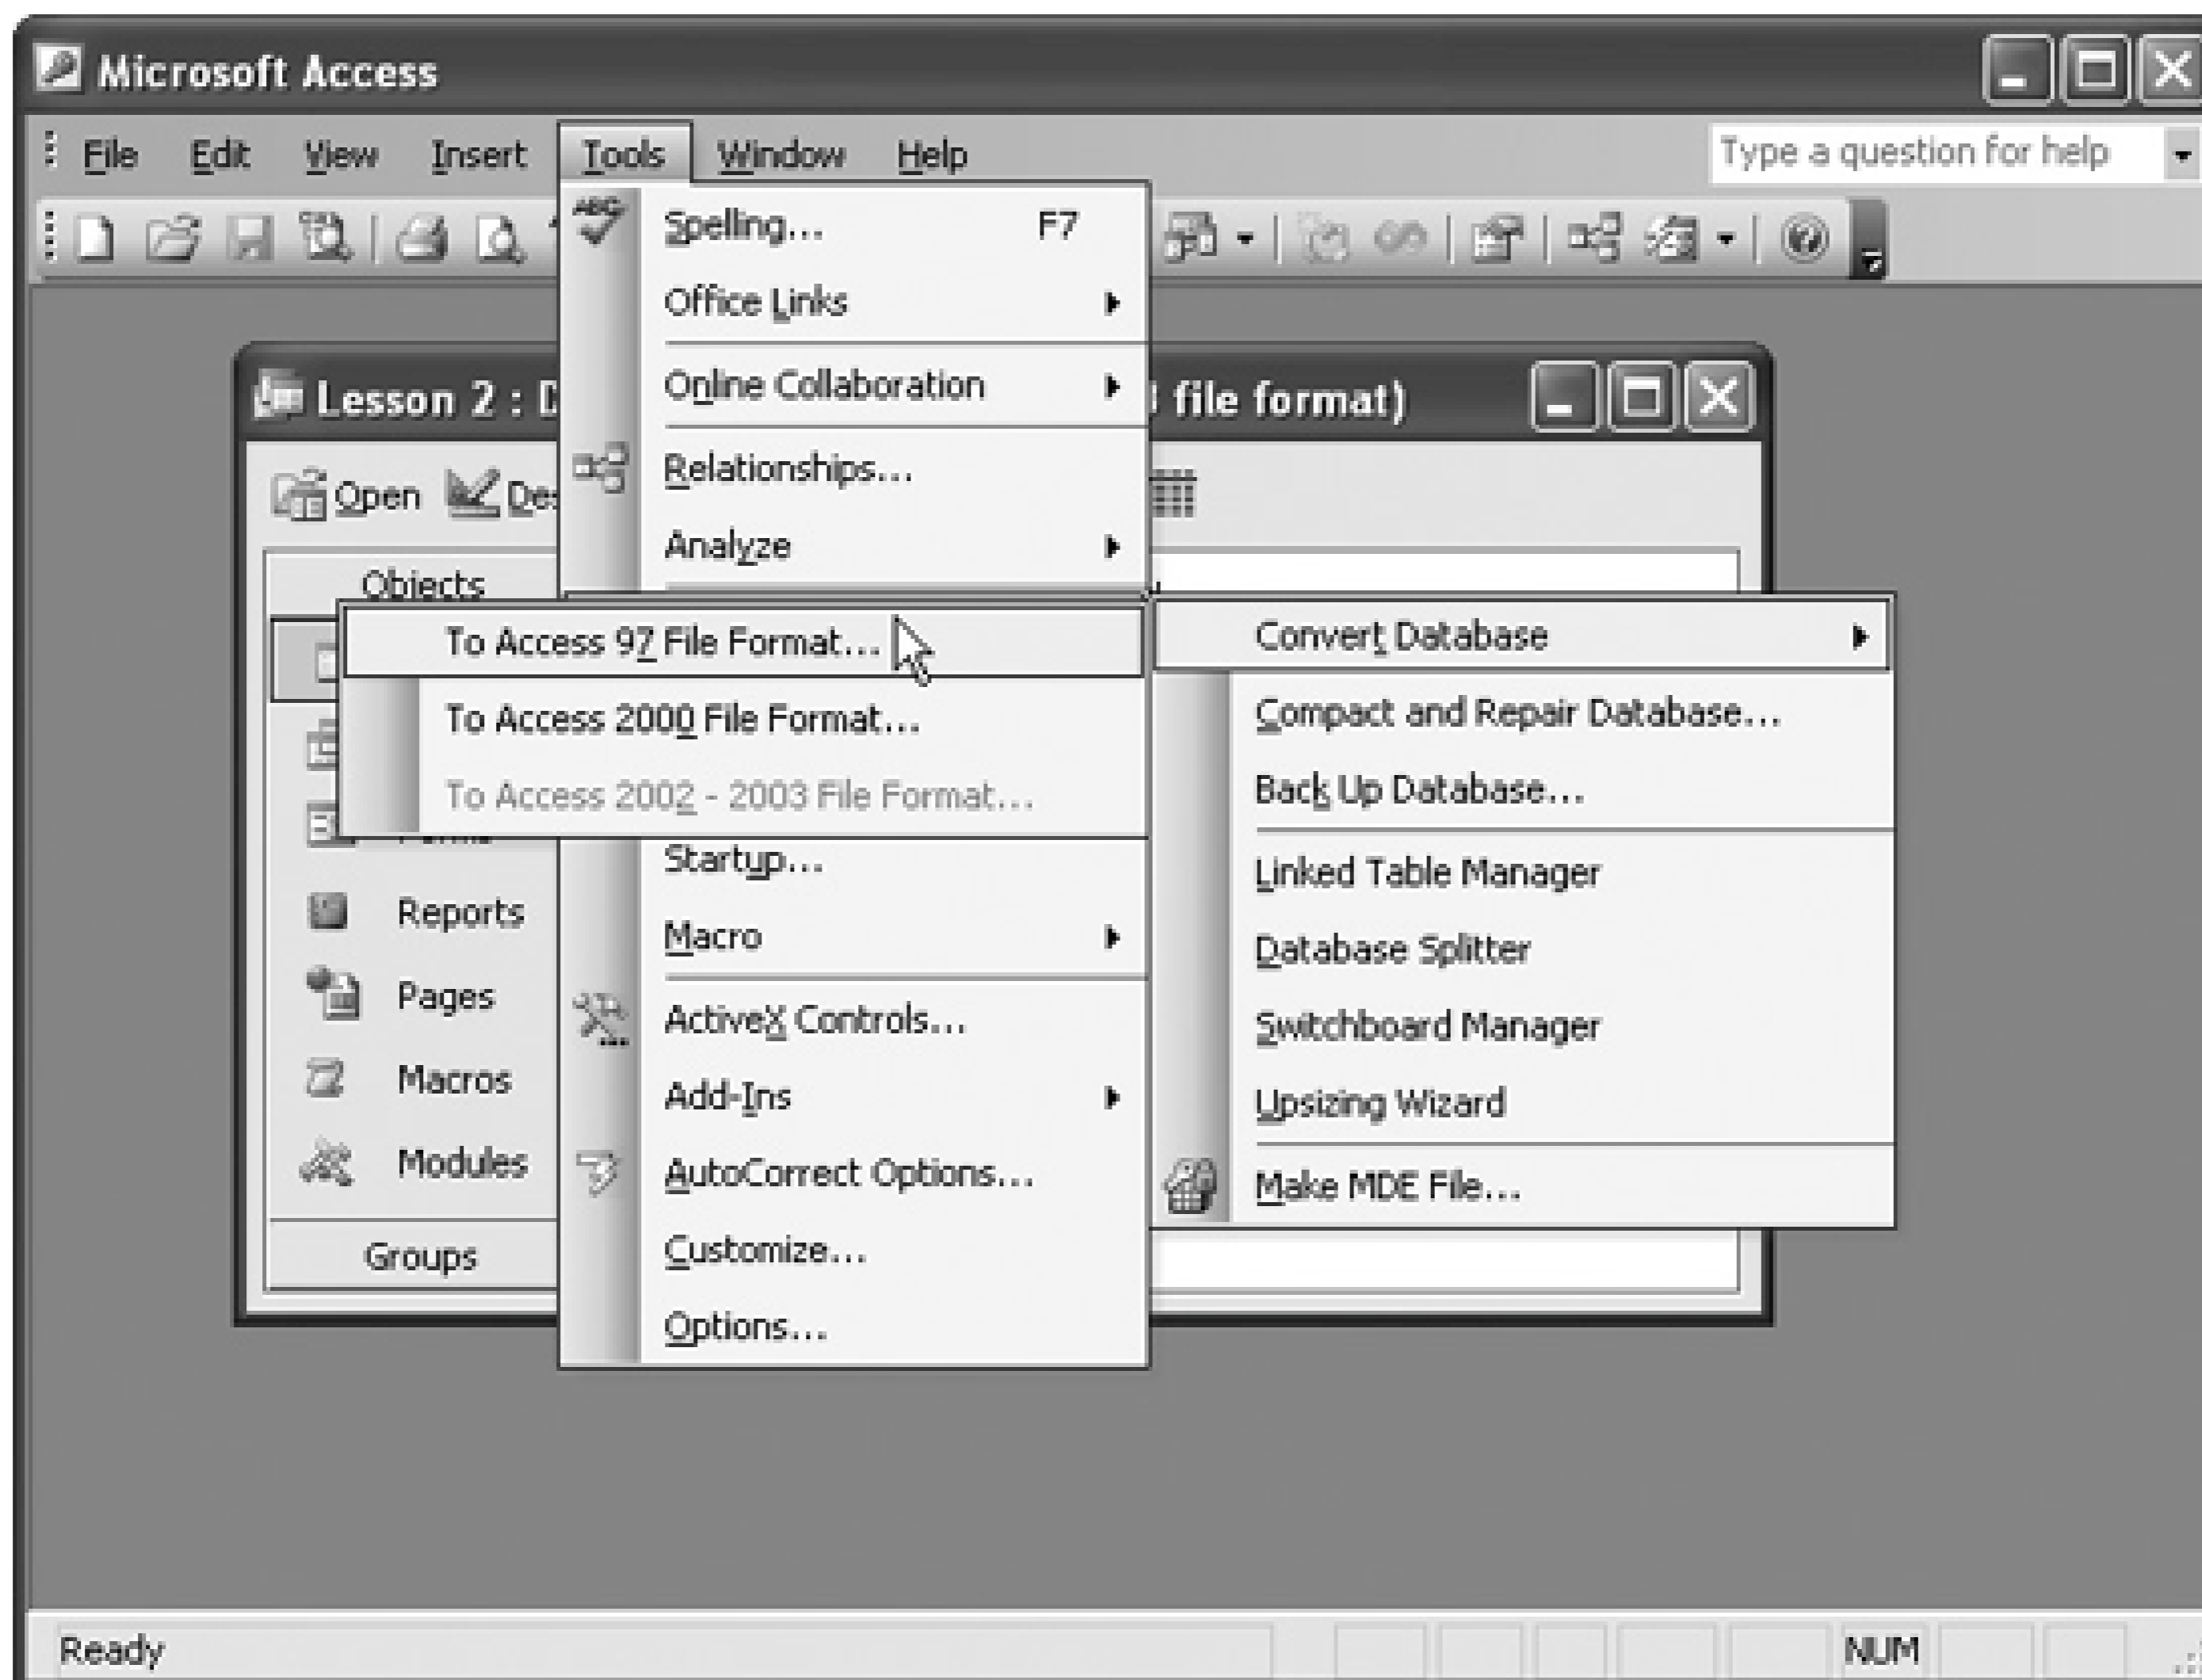 Microsoft Access
File Edit View Insert Tools Window Help Type a question for help
Spelling... F7
Office Links
Online Collaboration
Relationships...
Analyze
Startup...
Macro
ActiveX Controls...
Add-Ins
AutoCorrect Options...
Customize...
Options...
Convert Database
Compact and Repair Database...
Back Up Database...
Linked Table Manager
Database Splitter
Switchboard Manager
Upsizing Wizard
Make MDE File...
To Access 97 File Format...
To Access 2000 File Format...
To Access 2002 - 2003 File Format...
Lesson 2 : file format)
Open
Objects
Reports
Pages
Macros
Modules
Groups
Ready NUM